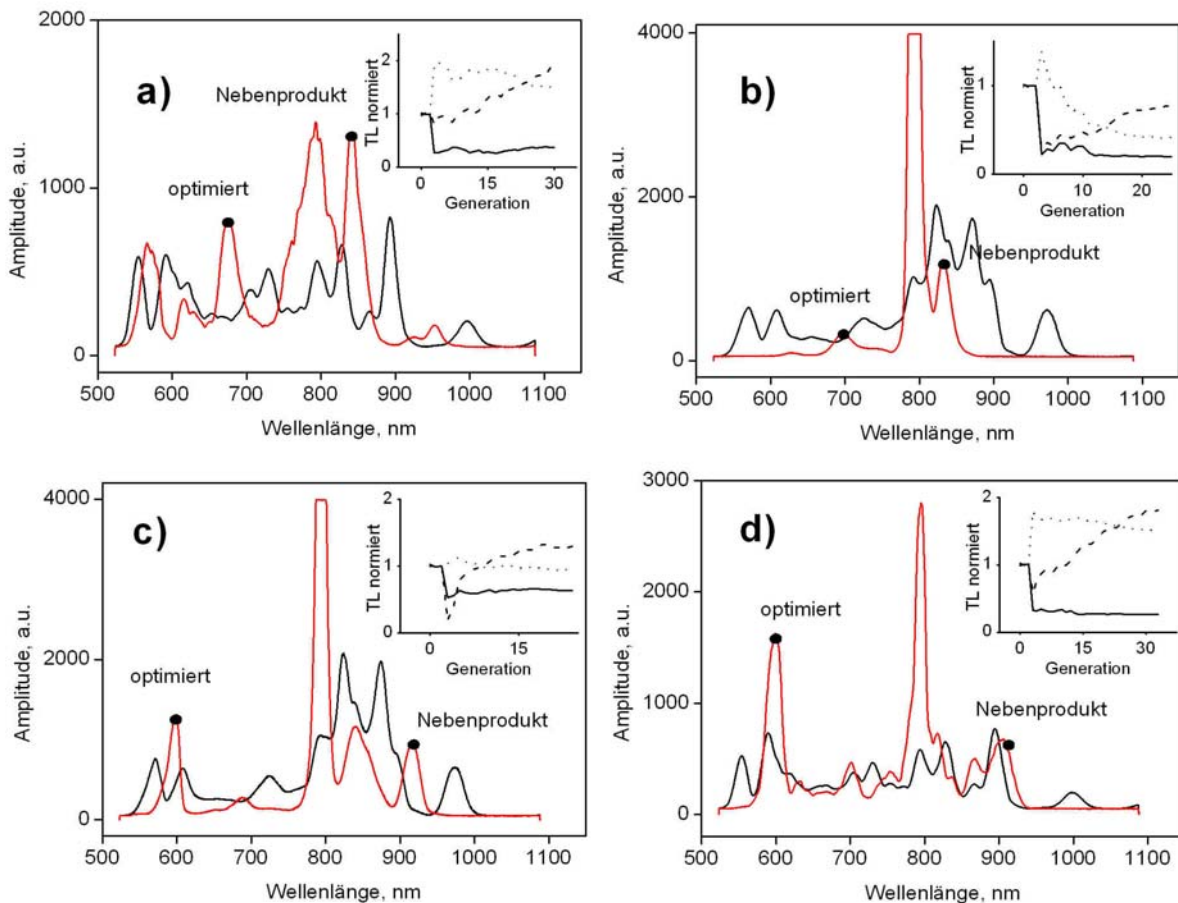 a)
2000
1000
0
Amplitude, a.u.
500 600 700 800 900 1000 1100
Wellenlänge, nm
optimiert
Nebenprodukt
TL normiert
2
1
0
0 15 30
Generation
b)
4000
2000
0
Amplitude, a.u.
500 600 700 800 900 1000 1100
Wellenlänge, nm
optimiert
Nebenprodukt
TL normiert
1
0
0 10 20
Generation
c)
4000
2000
0
Amplitude, a.u.
500 600 700 800 900 1000 1100
Wellenlänge, nm
optimiert
Nebenprodukt
TL normiert
2
1
0
15
Generation
d)
3000
2000
1000
0
Amplitude, a.u.
500 600 700 800 900 1000 1100
Wellenlänge, nm
optimiert
Nebenprodukt
TL normiert
2
1
0
0 15 30
Generation